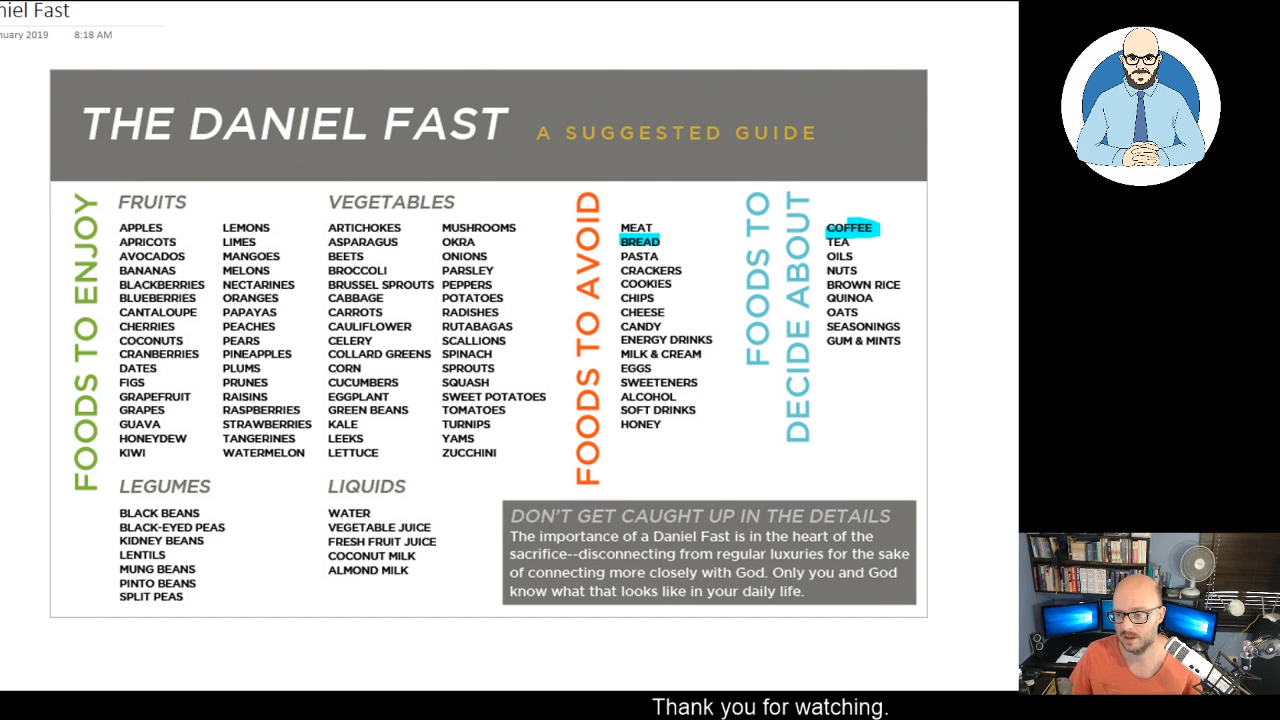 niel Fast
nuary 2019 8:18 AM
THE DANIEL FAST A SUGGESTED GUIDE
FOODS TO ENJOY
FRUITS
APPLES
APRICOTS
AVOCADOS
BANANAS
BLACKBERRIES
BLUEBERRIES
CANTALOUPE
CHERRIES
COCONUTS
CRANBERRIES
DATES
FIGS
GRAPEFRUIT
GRAPES
GUAVA
HONEYDEW
KIWI
LEMONS
LIMES
MANGOES
MELONS
NECTARINES
ORANGES
PAPAYAS
PEACHES
PEARS
PINEAPPLES
PLUMS
PRUNES
RAISINS
RASPBERRIES
STRAWBERRIES
TANGERINES
WATERMELON
VEGETABLES
ARTICHOKES
ASPARAGUS
BEETS
BROCCOLI
BRUSSEL SPROUTS
CABBAGE
CARROTS
CAULIFLOWER
CELERY
COLLARD GREENS
CORN
CUCUMBERS
EGGPLANT
GREEN BEANS
KALE
LEEKS
LETTUCE
MUSHROOMS
OKRA
ONIONS
PARSLEY
PEPPERS
POTATOES
RADISHES
RUTABAGAS
SCALLIONS
SPINACH
SPROUTS
SQUASH
SWEET POTATOES
TOMATOES
TURNIPS
YAMS
ZUCCHINI
LEGUMES
BLACK BEANS
BLACK-EYED PEAS
KIDNEY BEANS
LENTILS
MUNG BEANS
PINTO BEANS
SPLIT PEAS
LIQUIDS
WATER
VEGETABLE JUICE
FRESH FRUIT JUICE
COCONUT MILK
ALMOND MILK
FOODS TO AVOID
MEAT
BREAD
PASTA
CRACKERS
COOKIES
CHIPS
CHEESE
CANDY
ENERGY DRINKS
MILK & CREAM
EGGS
SWEETENERS
ALCOHOL
SOFT DRINKS
HONEY
FOODS TO
DECIDE ABOUT
COFFEE
TEA
OILS
NUTS
BROWN RICE
QUINOA
OATS
SEASONINGS
GUM & MINTS
DON'T GET CAUGHT UP IN THE DETAILS
The importance of a Daniel Fast is in the heart of the
sacrifice--disconnecting from regular luxuries for the sake
of connecting more closely with God. Only you and God
know what that looks like in your daily life.
Thank you for watching.